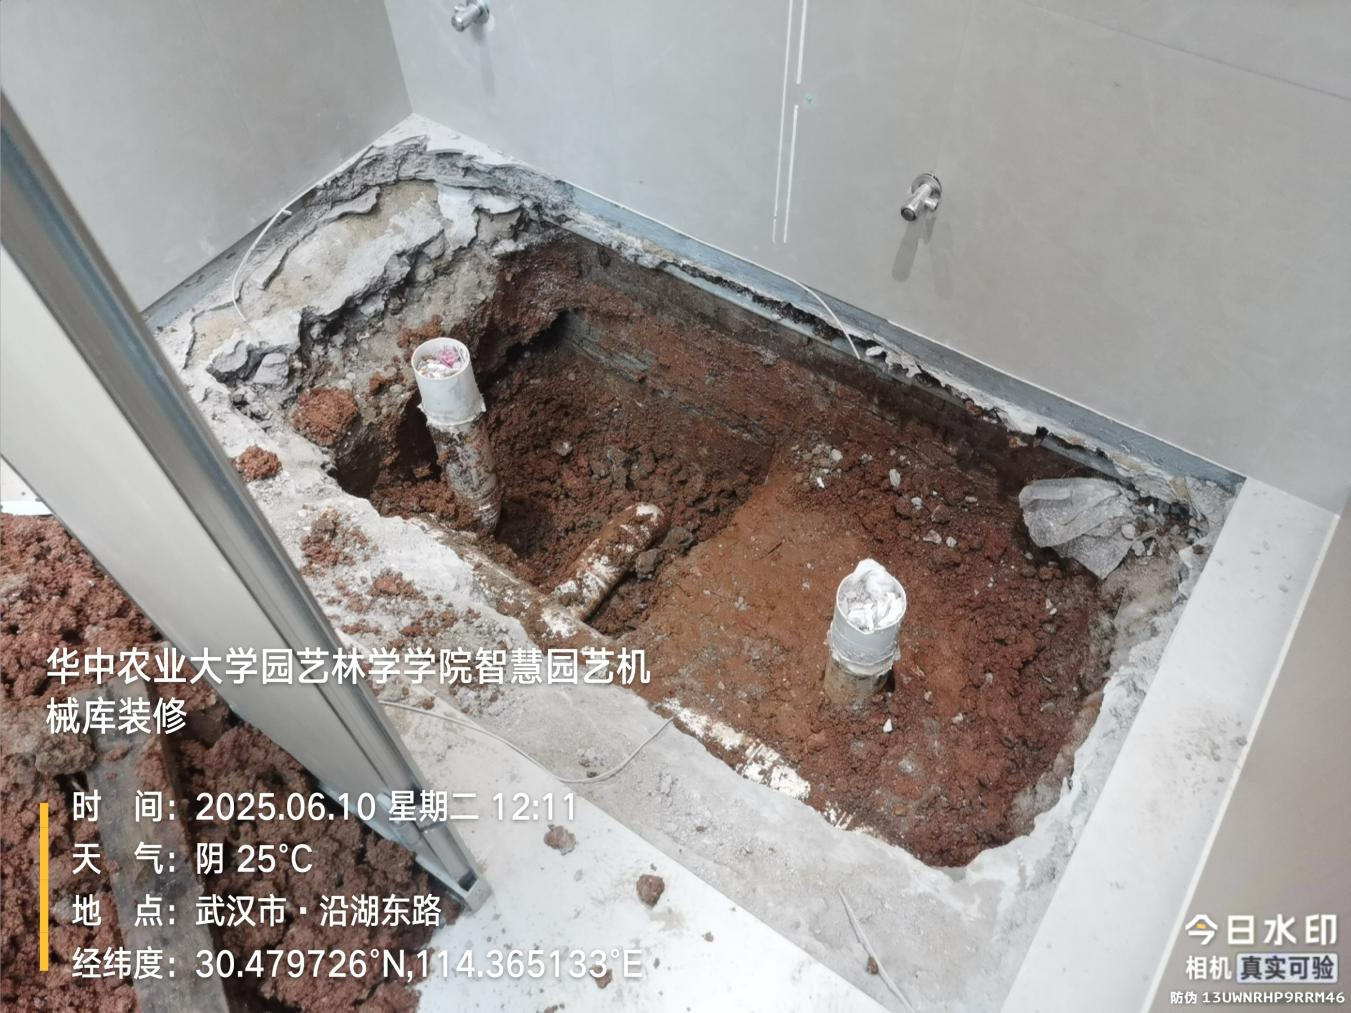 华中农业大学园艺林学学院智慧园艺机
械库装修
时 间：2025.06.10 星期二 12:11
天 气：阴 25°C
地 点：武汉市·沿湖东路
经纬度：30.479726°N,114.365133°E
今日水印
相机 真实可验
防伪 13UWNRHP9RRM46